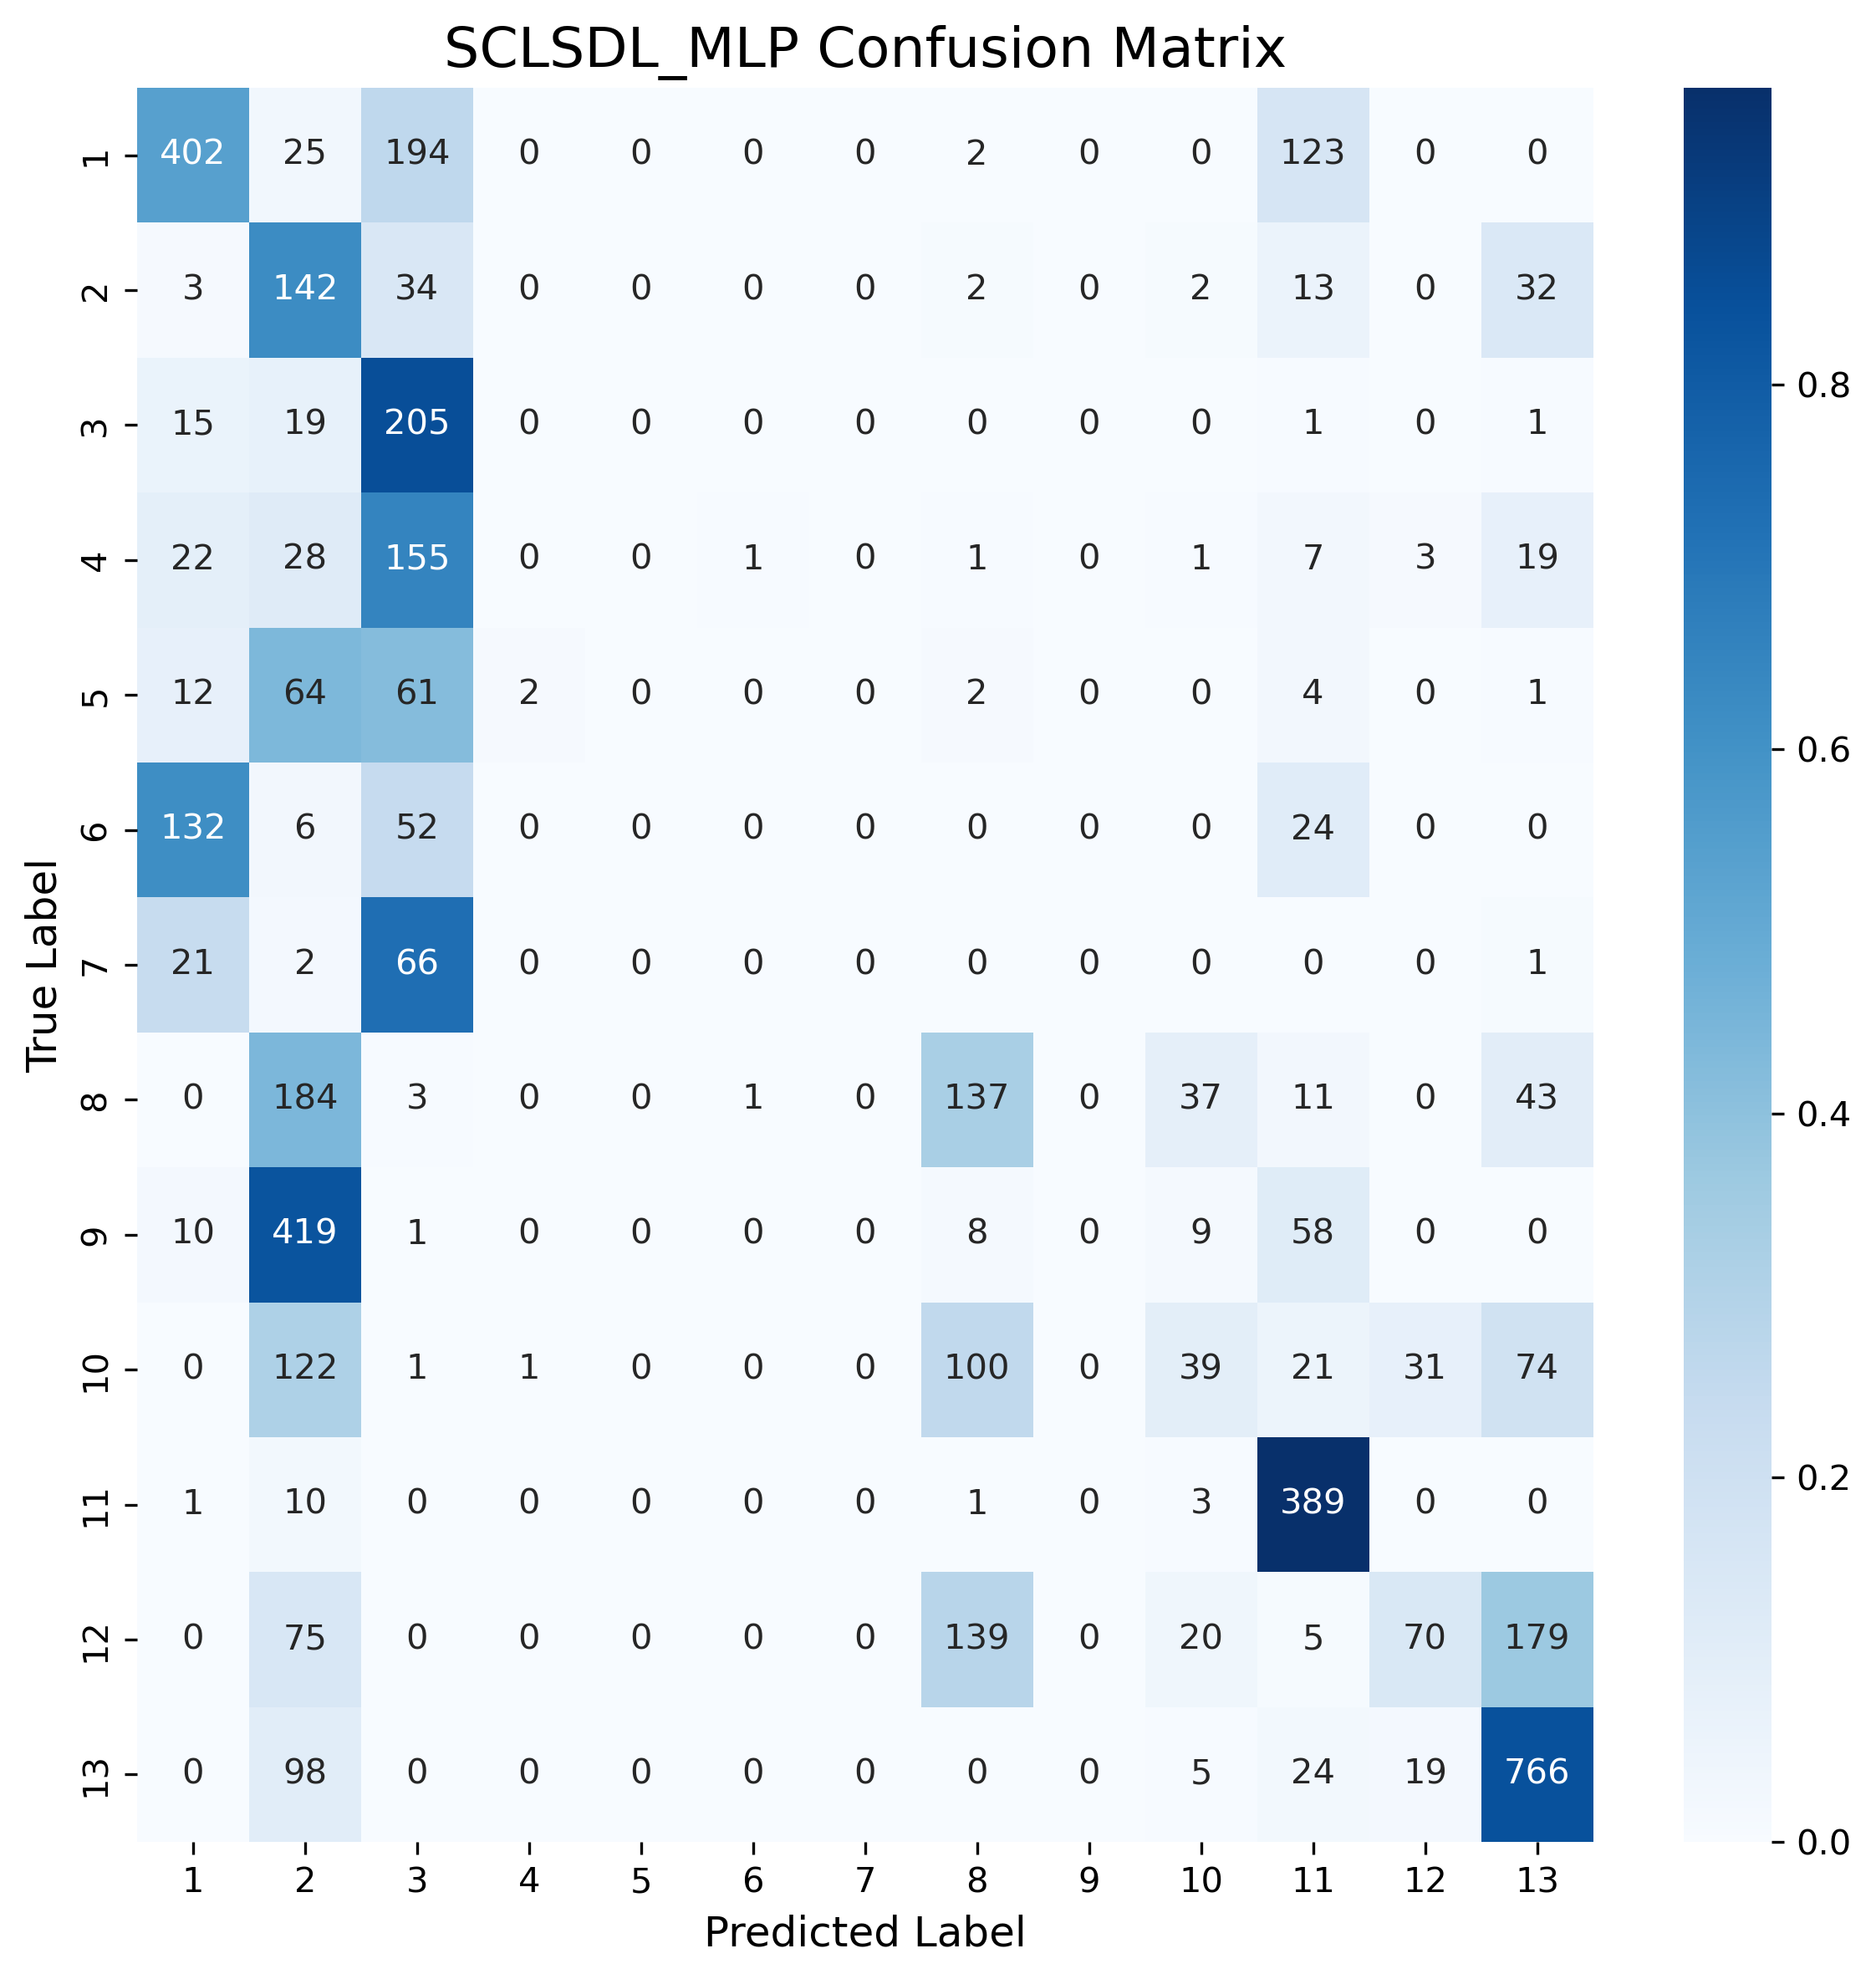 SCLSDL_MLP Confusion Matrix
1 402 25 194 0 0 0 0 2 0 0 123 0 0
2 3 142 34 0 0 0 0 2 0 2 13 0 32
3 15 19 205 0 0 0 0 0 0 0 1 0 1
4 22 28 155 0 0 1 0 1 0 1 7 3 19
5 12 64 61 2 0 0 0 2 0 0 4 0 1
6 132 6 52 0 0 0 0 0 0 0 24 0 0
7 21 2 66 0 0 0 0 0 0 0 0 0 1
8 0 184 3 0 0 1 0 137 0 37 11 0 43
9 10 419 1 0 0 0 0 8 0 9 58 0 0
10 0 122 1 1 0 0 0 100 0 39 21 31 74
11 1 10 0 0 0 0 0 1 0 3 389 0 0
12 0 75 0 0 0 0 0 139 0 20 5 70 179
13 0 98 0 0 0 0 0 0 0 5 24 19 766
1 2 3 4 5 6 7 8 9 10 11 12 13
Predicted Label
True Label
0.8
0.6
0.4
0.2
0.0